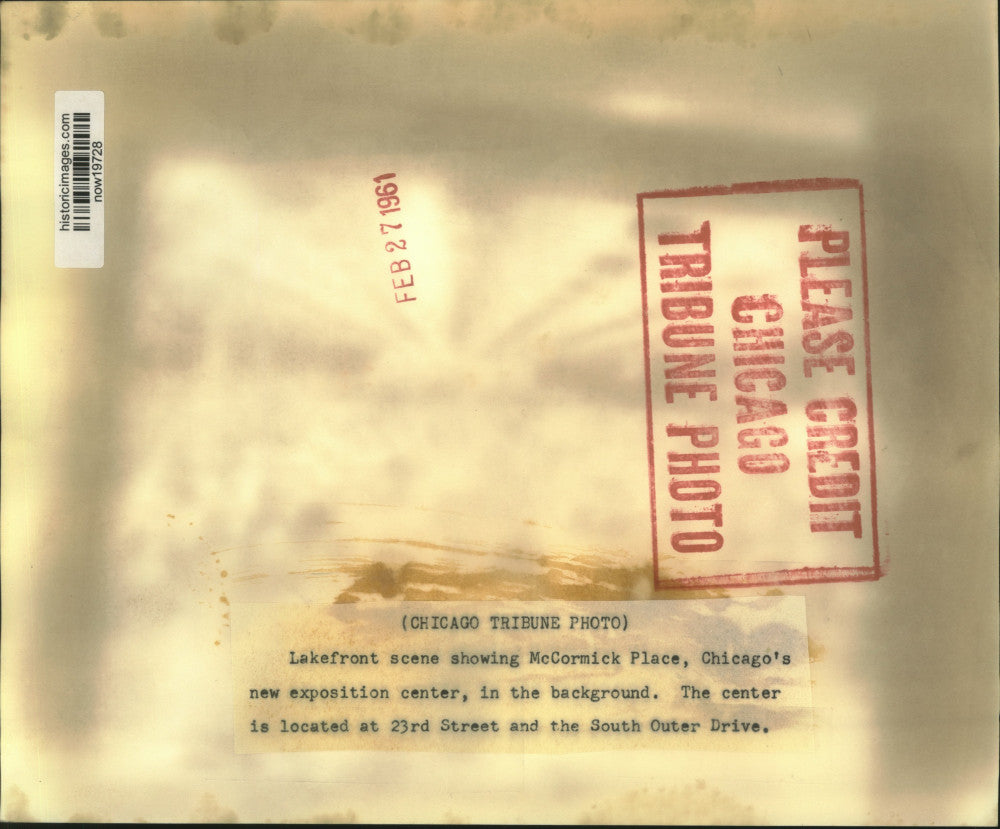 historicimages.com
now19728
FEB 27 1961
PLEASE CREDIT
CHICAGO
TRIBUNE PHOTO
(CHICAGO TRIBUNE PHOTO)
Lakefront scene showing McCormick Place, Chicago's
new exposition center, in the background. The center
is located at 23rd Street and the South Outer Drive.